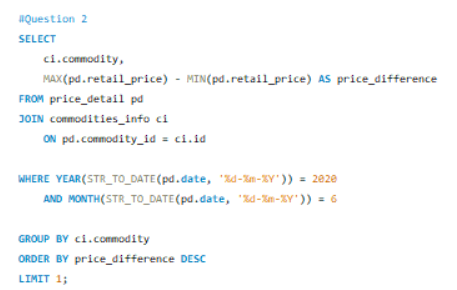 #Question 2
SELECT
ci.commodity,
MAX(pd.retail_price) - MIN(pd.retail_price) AS price_difference
FROM price_detail pd
JOIN commodities_info ci
ON pd.commodity_id = ci.id
WHERE YEAR(STR_TO_DATE(pd.date, '%d-%m-%Y')) = 2020
AND MONTH(STR_TO_DATE(pd.date, '%d-%m-%Y')) = 6
GROUP BY ci.commodity
ORDER BY price_difference DESC
LIMIT 1;